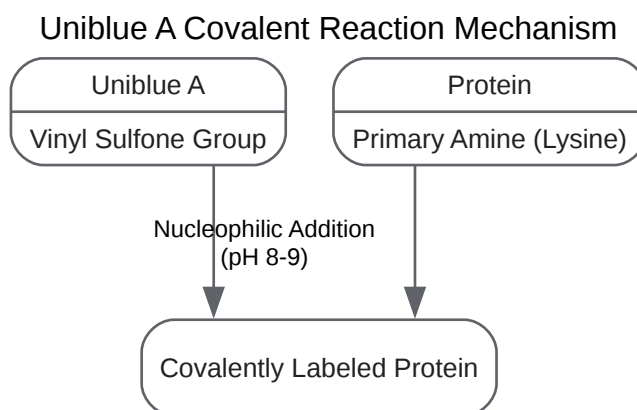 Uniblue A Covalent Reaction Mechanism
Uniblue A
Vinyl Sulfone Group
Protein
Primary Amine (Lysine)
Nucleophilic Addition
(pH 8-9)
Covalently Labeled Protein